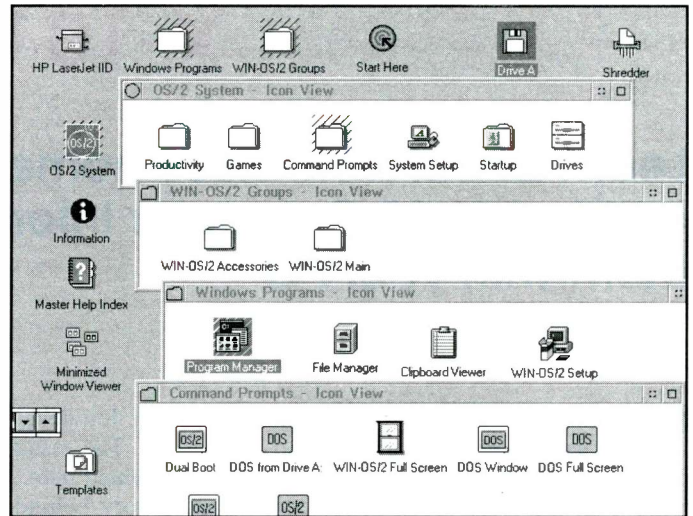 HP LaserJet IID Windows Programs WIN-OS/2 Groups Start Here Drive A Shredder
OS/2 System - Icon View
OS/2
OS/2 System
Productivity Games Command Prompts System Setup Startup Drives
WIN-OS/2 Groups - Icon View
Information
WIN-OS/2 Accessories WIN-OS/2 Main
Master Help Index
Windows Programs - Icon View
Program Manager File Manager Clipboard Viewer WIN-OS/2 Setup
Minimized
Window Viewer
Command Prompts - Icon View
OS/2 DOS DOS DOS
Dual Boot DOS from Drive A: WIN-OS/2 Full Screen DOS Window DOS Full Screen
Templates
OS/2 OS/2